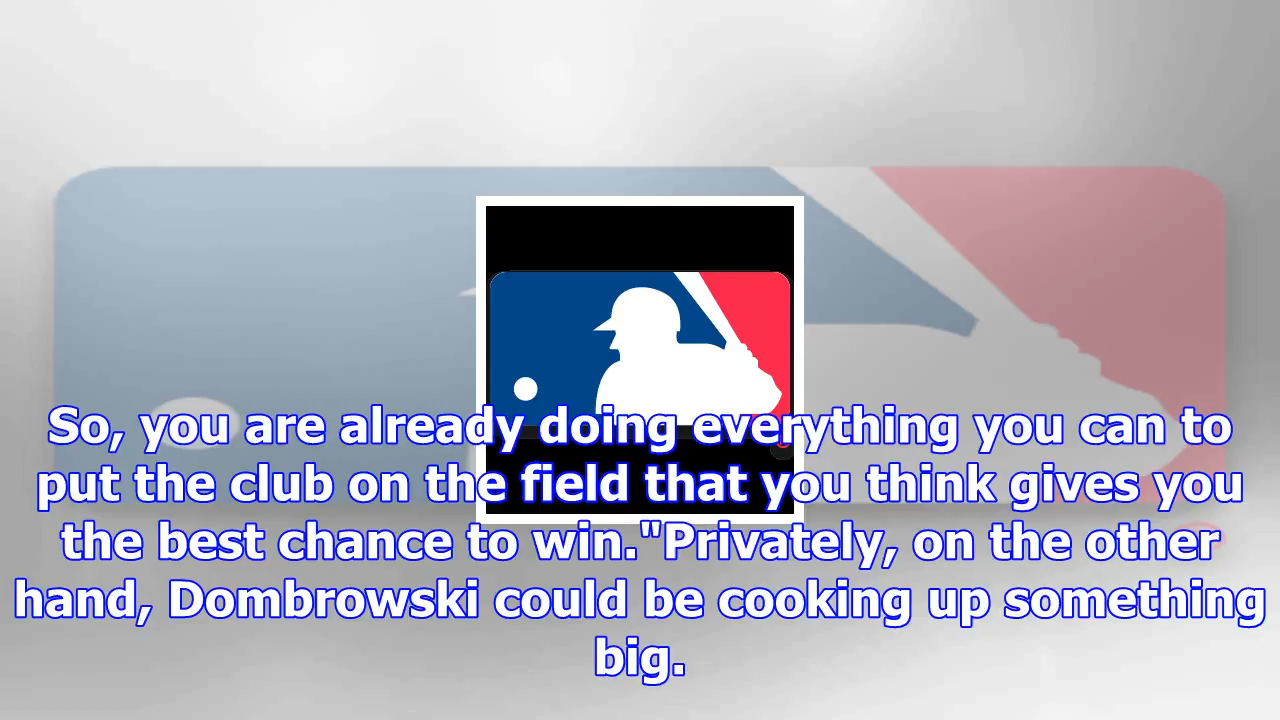 So, you are already doing everything you can to
put the club on the field that you think gives you
the best chance to win."Privately, on the other
hand, Dombrowski could be cooking up something
big.